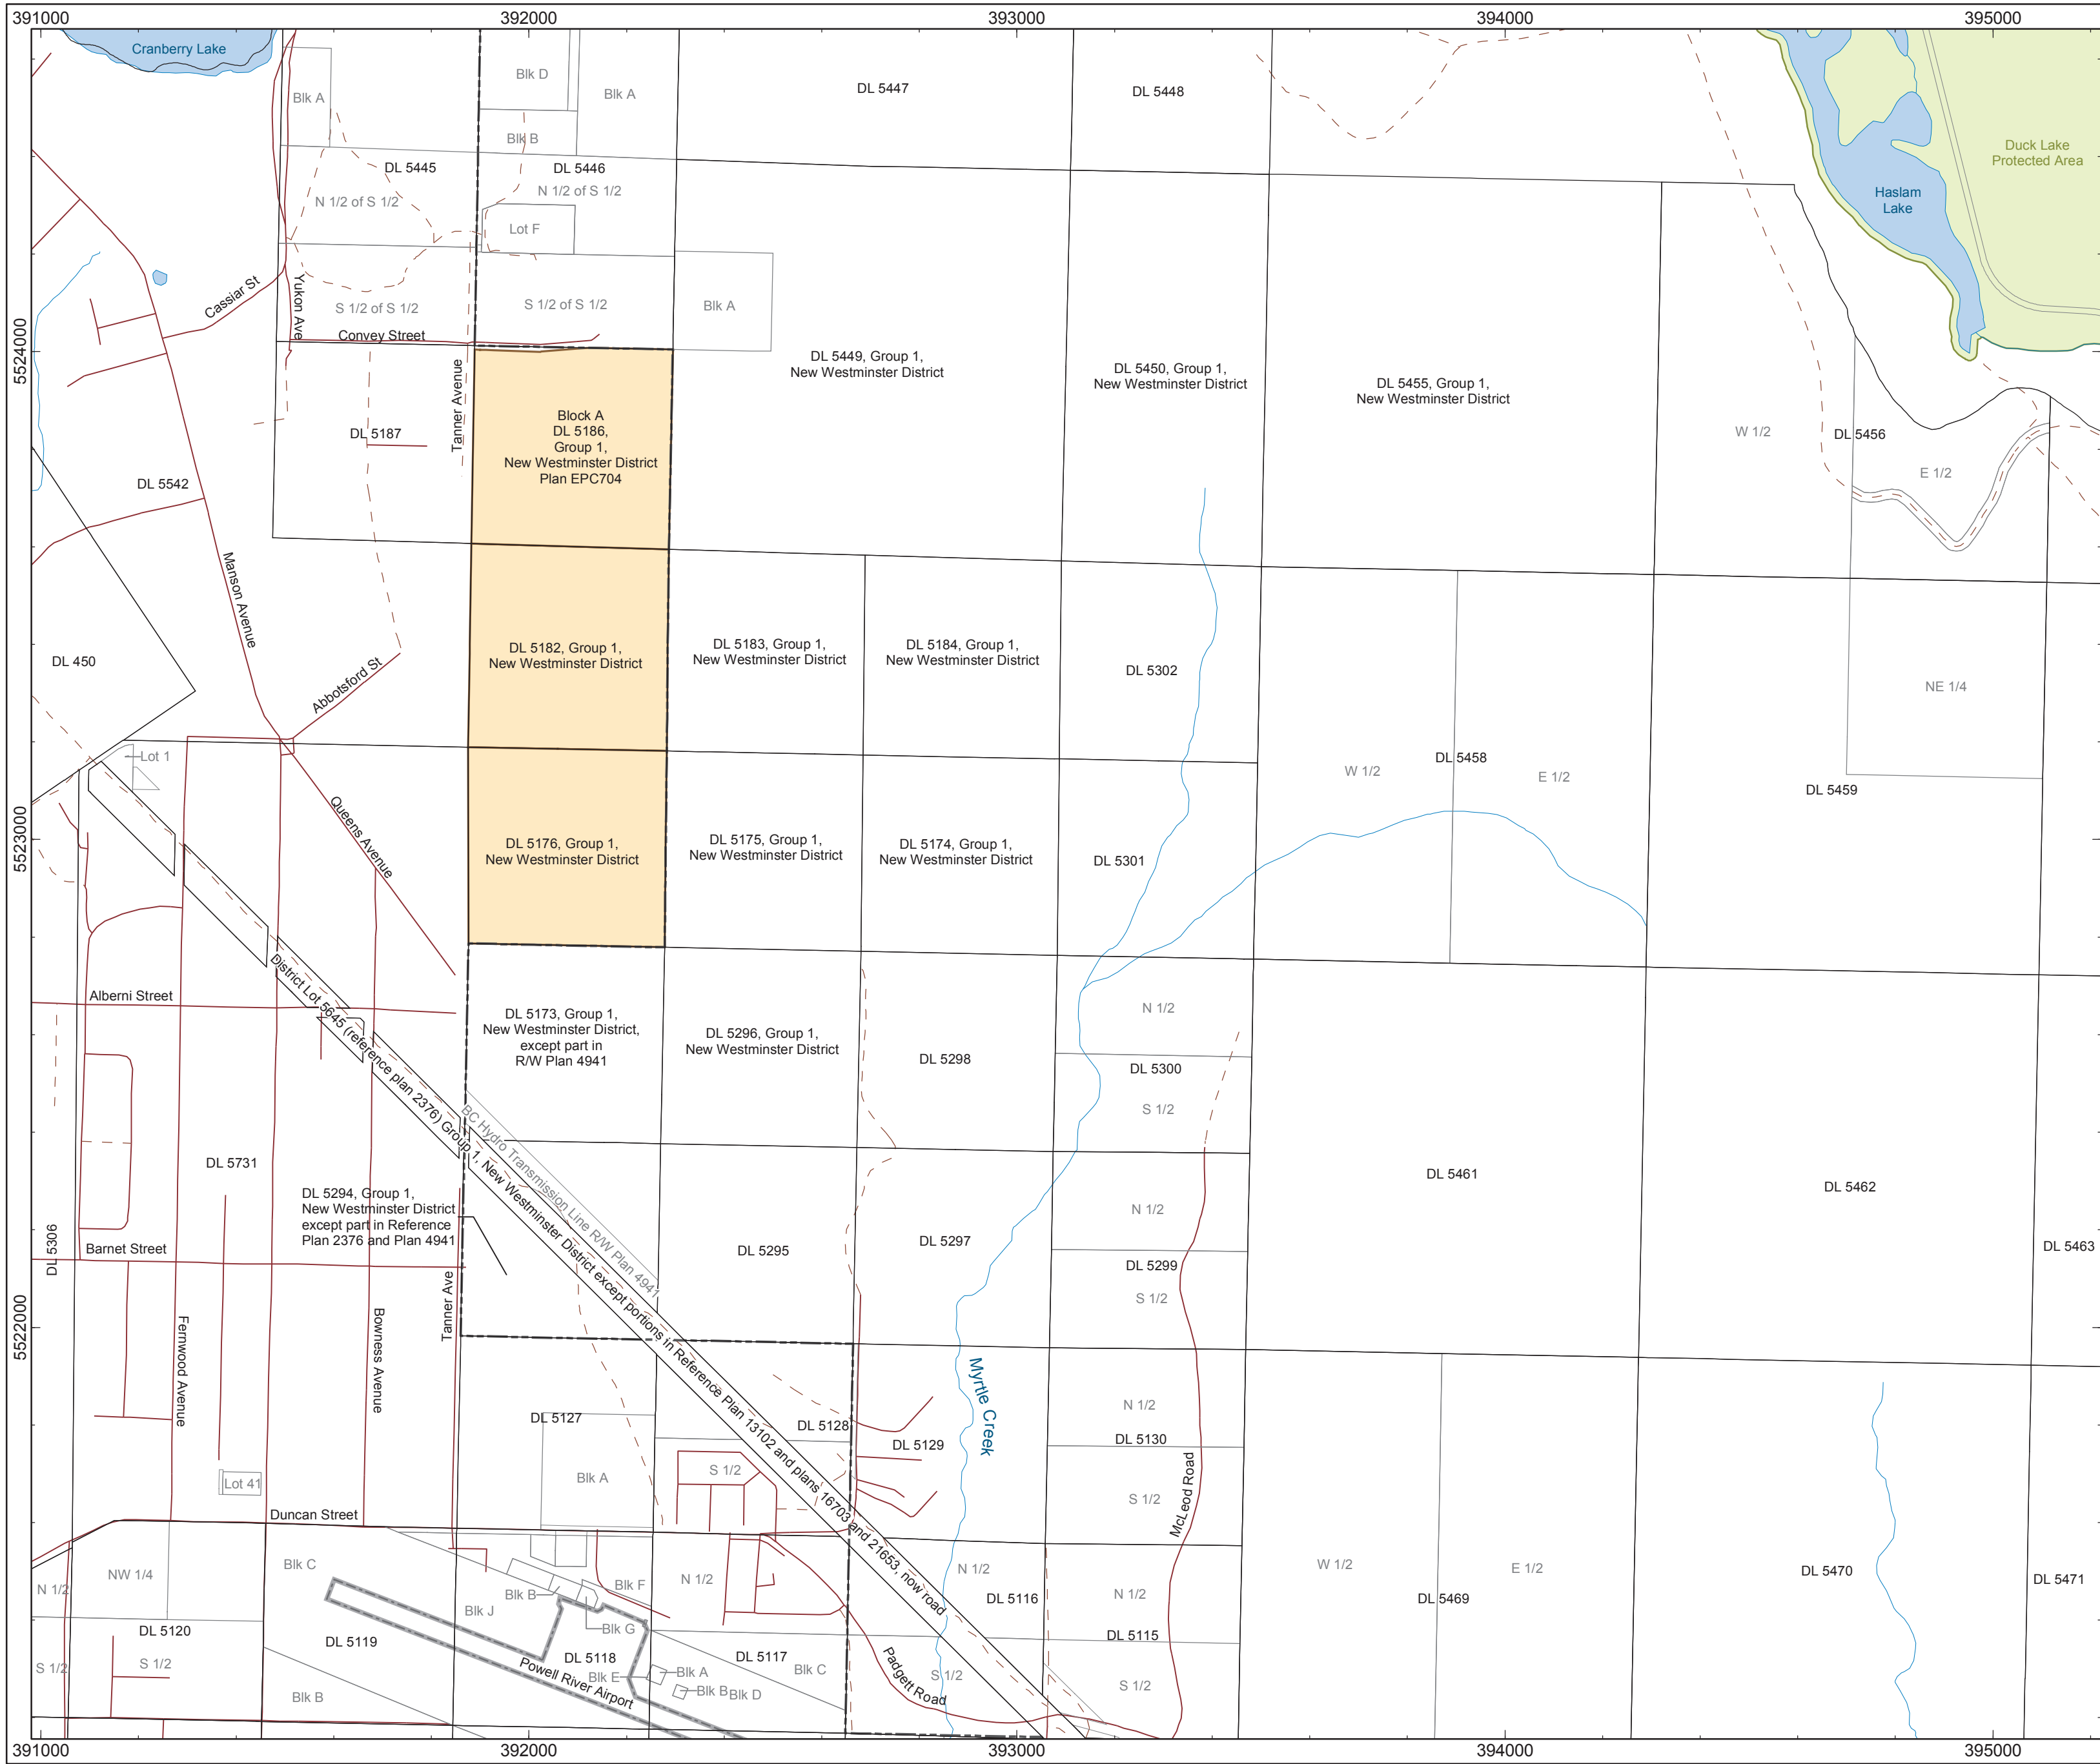 391000
392000
393000
394000
395000
Cranberry Lake
Blk D
Blk A
Blk A
DL 5447
DL 5448
Blk B
Duck Lake
Protected Area
DL 5445
DL 5446
N 1/2 of S 1/2
N 1/2 of S 1/2
Haslam
Lake
Lot F
Cassiar St
Yukon Ave
S 1/2 of S 1/2
S 1/2 of S 1/2
Blk A
Convey Street
5524000
Tanner Avenue
DL 5449, Group 1,
New Westminster District
DL 5450, Group 1,
New Westminster District
DL 5455, Group 1,
New Westminster District
Block A
DL 5186,
Group 1,
New Westminster District
Plan EPC704
DL 5187
W 1/2
DL 5456
E 1/2
DL 5542
Manson Avenue
DL 450
Abbotsford St
DL 5182, Group 1,
New Westminster District
DL 5183, Group 1,
New Westminster District
DL 5184, Group 1,
New Westminster District
DL 5302
NE 1/4
Lot 1
W 1/2
DL 5458
E 1/2
DL 5459
5523000
Queens Avenue
DL 5176, Group 1,
New Westminster District
DL 5175, Group 1,
New Westminster District
DL 5174, Group 1,
New Westminster District
DL 5301
Alberni Street
District Lot 5645 (reference plan 2376) Group 1, New Westminster District except portions in Reference Plan 13102 and plans 16703 and 21653, now road
DL 5173, Group 1,
New Westminster District,
except part in
R/W Plan 4941
DL 5296, Group 1,
New Westminster District
DL 5298
N 1/2
DL 5300
S 1/2
BC Hydro Transmission Line R/W Plan 4941
DL 5731
DL 5294, Group 1,
New Westminster District
except part in Reference
Plan 2376 and Plan 4941
DL 5461
DL 5462
DL 5306
Barnet Street
DL 5295
DL 5297
N 1/2
DL 5299
S 1/2
DL 5463
5522000
Fernwood Avenue
Bowness Avenue
Tanner Ave
Myrtle Creek
DL 5127
DL 5128
DL 5129
N 1/2
DL 5130
S 1/2
McLeod Road
Blk A
S 1/2
Lot 41
Duncan Street
NW 1/4
N 1/2
Blk C
Blk B
Blk F
N 1/2
N 1/2
DL 5116
N 1/2
W 1/2
DL 5469
E 1/2
DL 5470
DL 5471
Blk J
Blk G
DL 5120
DL 5119
DL 5118
DL 5117
DL 5115
S 1/2
S 1/2
Powell River Airport
Blk E
Blk A
Blk B
Blk D
Blk C
Padgett Road
S 1/2
S 1/2
Blk B
391000
392000
393000
394000
395000